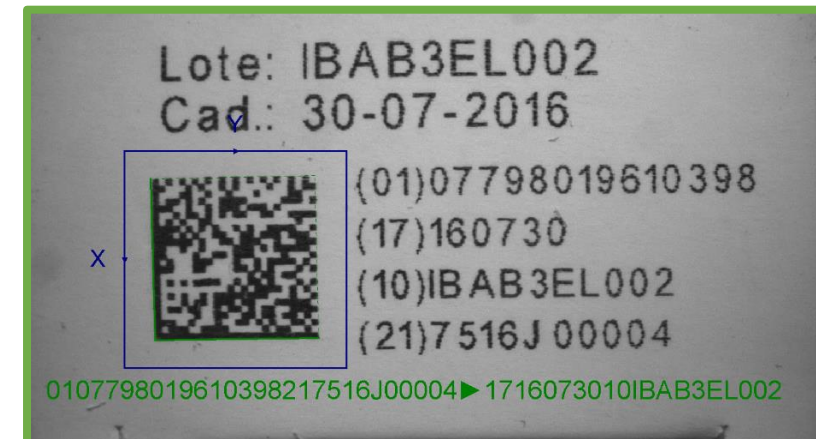 Lote: IBAB3EL002
Cad.: 30-07-2016
Y
(01)07798019610398
(17)160730
X
(10)IBAB3EL002
(21)7516J00004
010779801961039821​7516J00004►1716073010IBAB3EL002